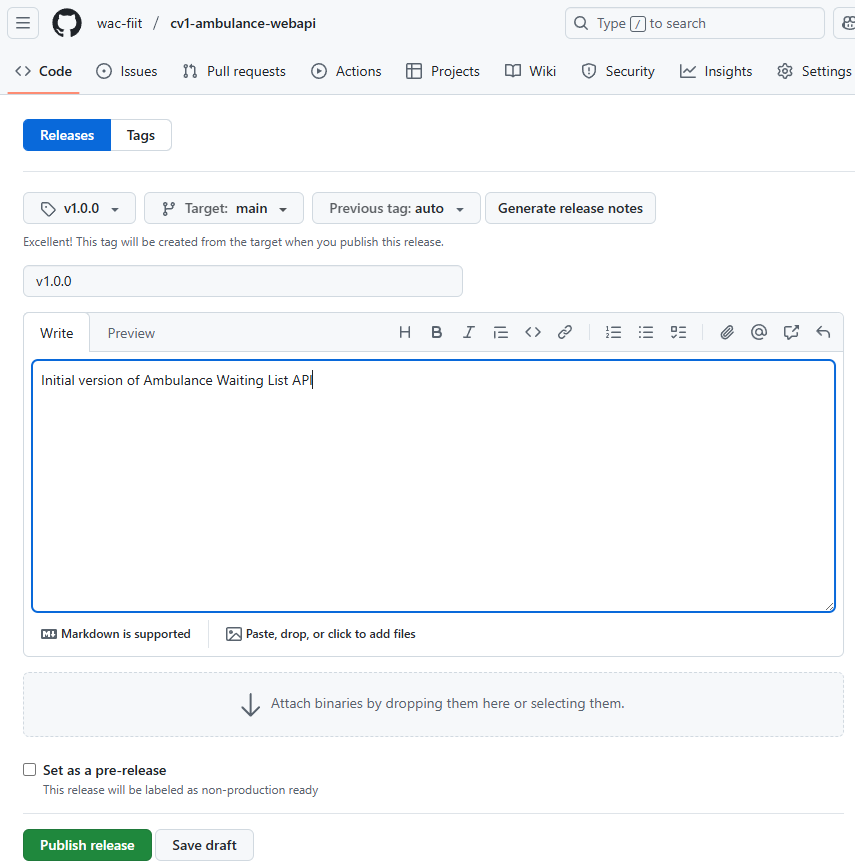 wac-fiit / cv1-ambulance-webapi Type / to search
Code Issues Pull requests Actions Projects Wiki Security Insights Settings
Releases Tags
v1.0.0 Target: main Previous tag: auto Generate release notes
Excellent! This tag will be created from the target when you publish this release.
v1.0.0
Write Preview H B I
Initial version of Ambulance Waiting List API
Markdown is supported Paste, drop, or click to add files
Attach binaries by dropping them here or selecting them.
Set as a pre-release
This release will be labeled as non-production ready
Publish release Save draft